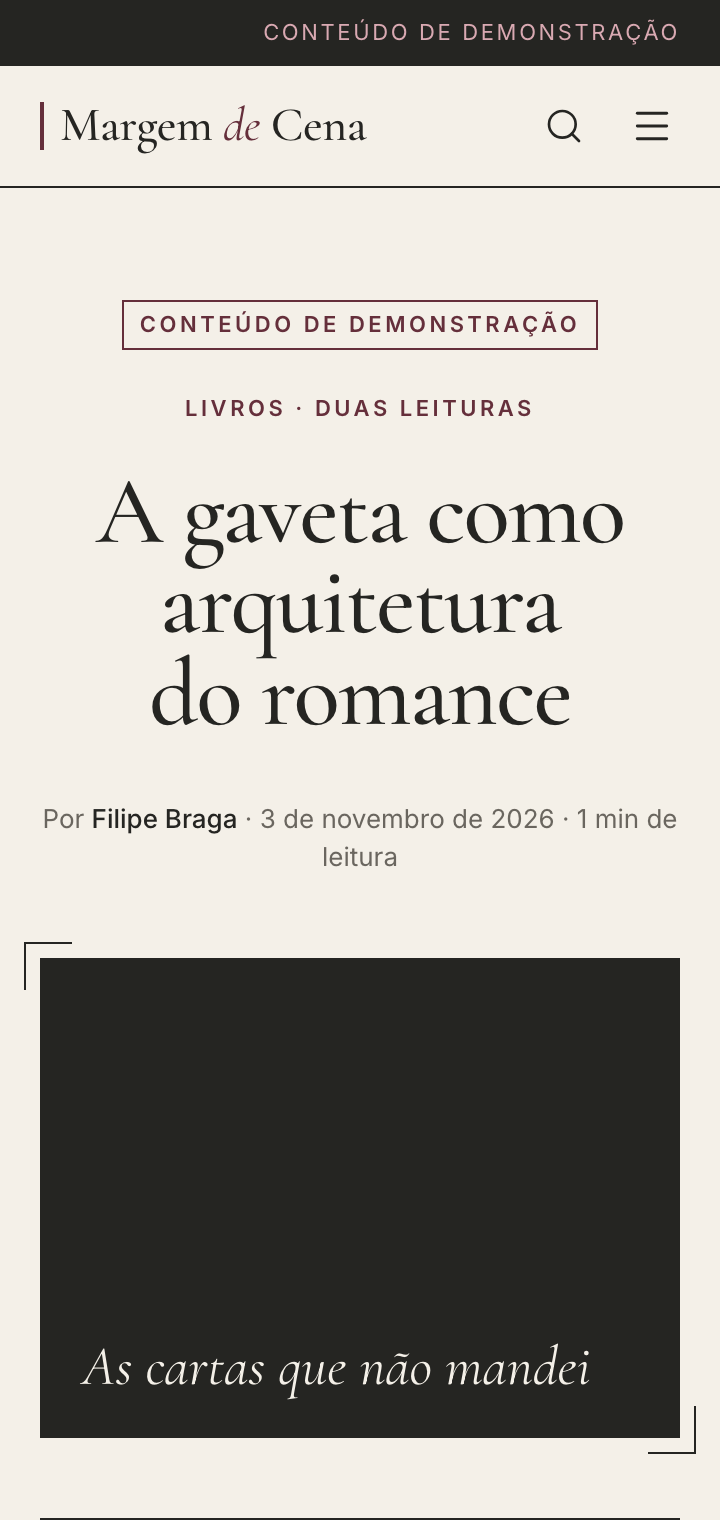 CONTEÚDO DE DEMONSTRAÇÃO
Margem de Cena
CONTEÚDO DE DEMONSTRAÇÃO
LIVROS · DUAS LEITURAS
A gaveta como
arquitetura
do romance
Por Filipe Braga · 3 de novembro de 2026 · 1 min de
leitura
As cartas que não mandei